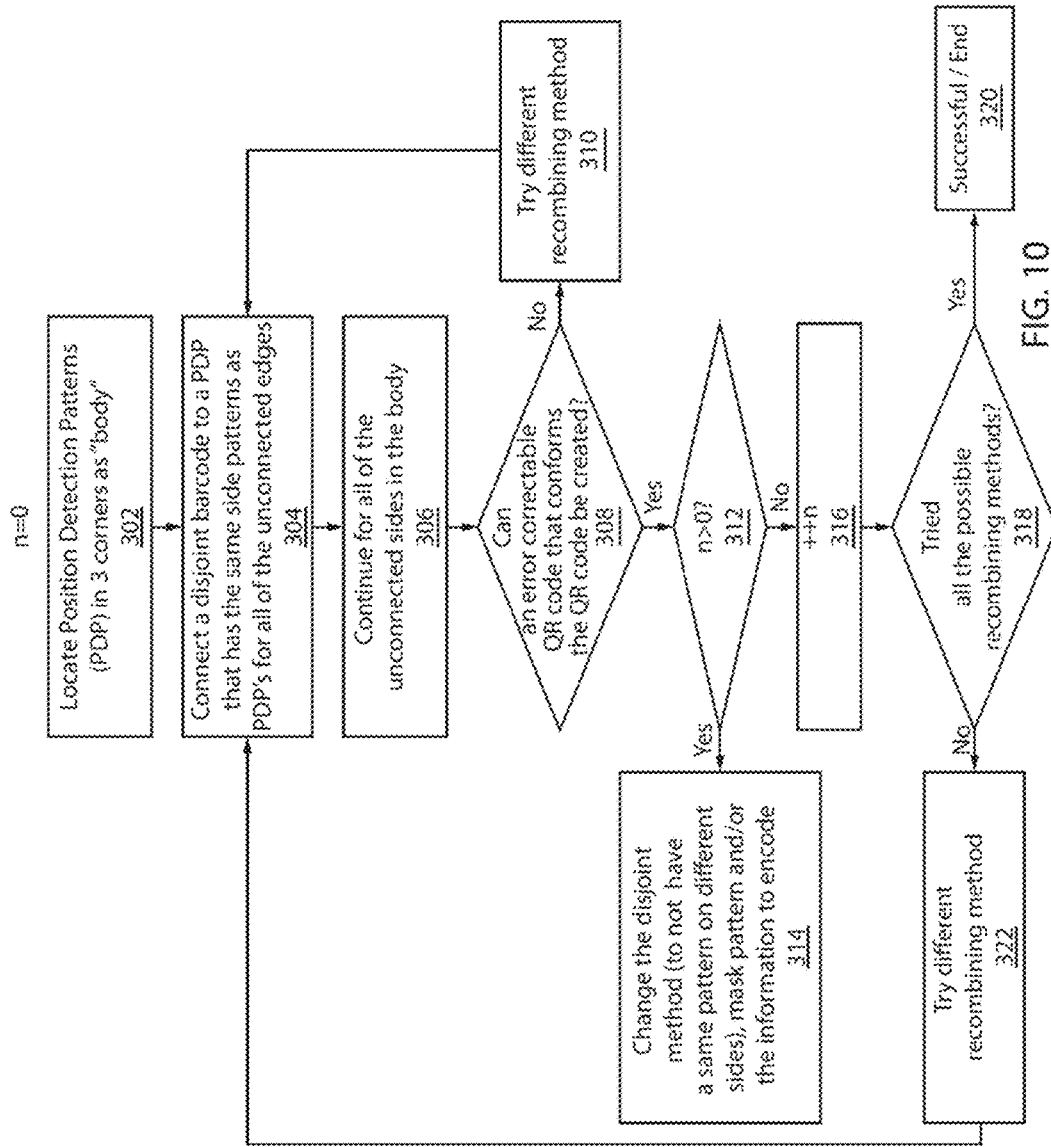 n=0
Locate Position Detection Patterns
(PDP) in 3 corners as "body"
302
Connect a disjoint barcode to a PDP
that has the same side patterns as
PDP's for all of the unconnected edges
304
Continue for all of the
unconnected sides in the body
306
Can
an error correctable
QR code that conforms
the QR code be created?
308
No
Try different
recombining method
310
Yes
n>0?
312
Yes
Change the disjoint
method (to not have
a same pattern on different
sides), mask pattern and/or
the information to encode
314
No
++n
316
Tried
all the possible
recombining methods?
318
No
Try different
recombining method
322
Yes
Successful / End
320
FIG. 10